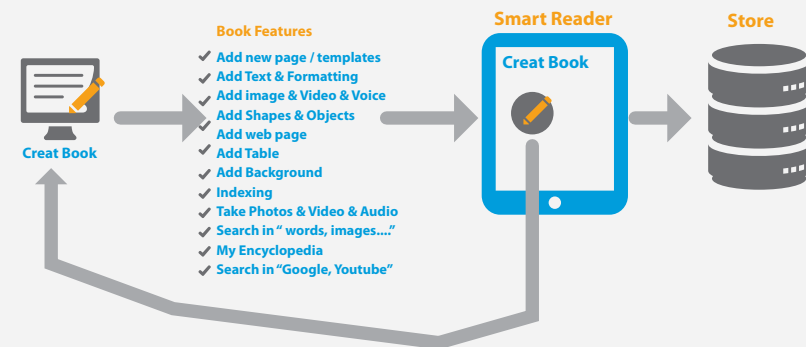 Creat Book
Book Features
Add new page / templates
Add Text & Formatting
Add image & Video & Voice
Add Shapes & Objects
Add web page
Add Table
Add Background
Indexing
Take Photos & Video & Audio
Search in “ words, images....”
My Encyclopedia
Search in “Google, Youtube”
Smart Reader
Creat Book
Store